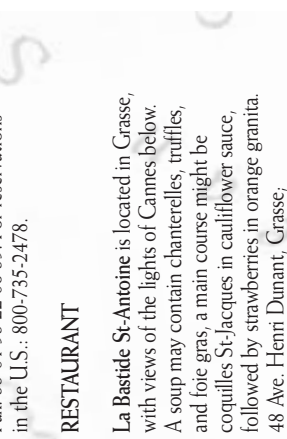 in the U.S.: 800-735-2478.
RESTAURANT
La Bastide St-Antoine is located in Grasse,
with views of the lights of Cannes below.
A soup may contain chanterelles, truffles,
and foie gras, a main course might be
coquilles St-Jacques in cauliflower sauce,
followed by strawberries in orange granita.
48 Ave. Henri Dunant, Grasse;